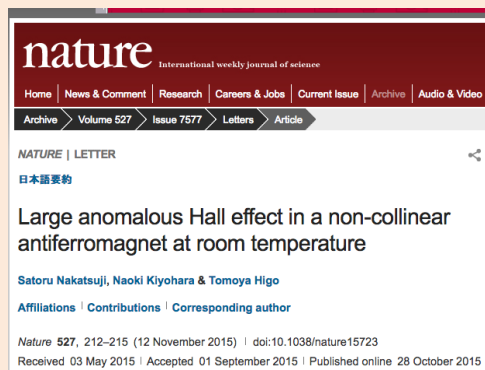 nature International weekly journal of science
Home News & Comment Research Careers & Jobs Current Issue Archive Audio & Video
Archive Volume 527 Issue 7577 Letters Article
NATURE | LETTER
日本語要約
Large anomalous Hall effect in a non-collinear
antiferromagnet at room temperature
Satoru Nakatsuji, Naoki Kiyohara & Tomoya Higo
Affiliations | Contributions | Corresponding author
Nature 527, 212–215 (12 November 2015) | doi:10.1038/nature15723
Received 03 May 2015 | Accepted 01 September 2015 | Published online 28 October 2015